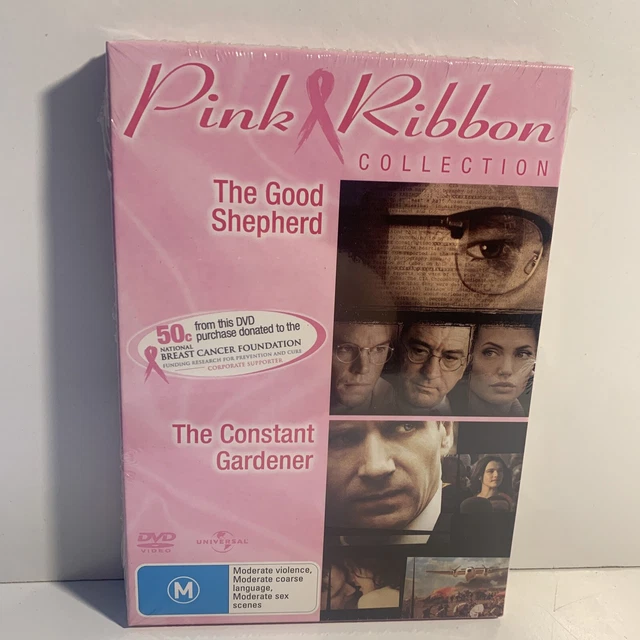 Pink Ribbon
COLLECTION
The Good
Shepherd
50c from this DVD
purchase donated to the
NATIONAL
BREAST CANCER FOUNDATION
FUNDING RESEARCH FOR PREVENTION AND CURE
CORPORATE SUPPORTER
The Constant
Gardener
DVD
VIDEO
UNIVERSAL
M
Moderate violence,
Moderate coarse
language,
Moderate sex
scenes